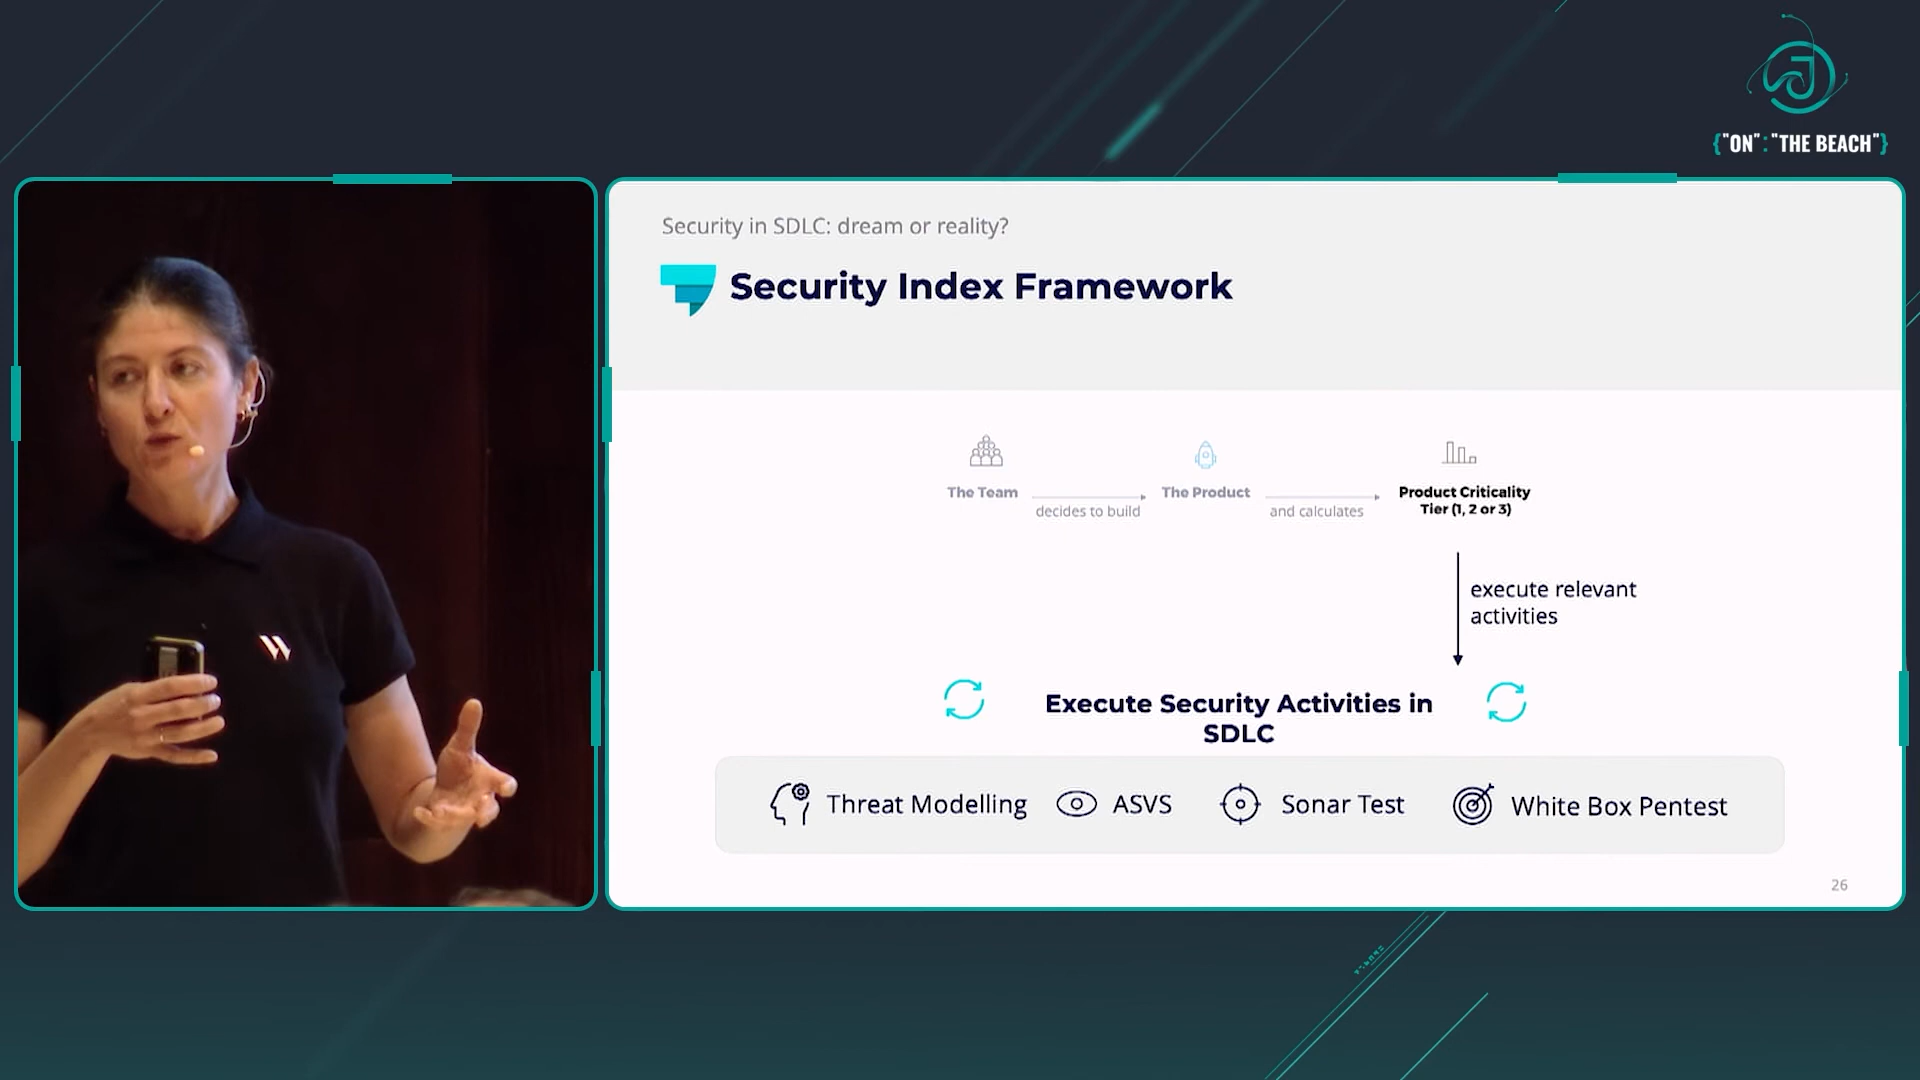 {"ON":"THE BEACH"}
Security in SDLC: dream or reality?
Security Index Framework
The Team
decides to build
The Product
and calculates
Product Criticality
Tier (1, 2 or 3)
execute relevant
activities
Execute Security Activities in
SDLC
Threat Modelling
ASVS
Sonar Test
White Box Pentest
26